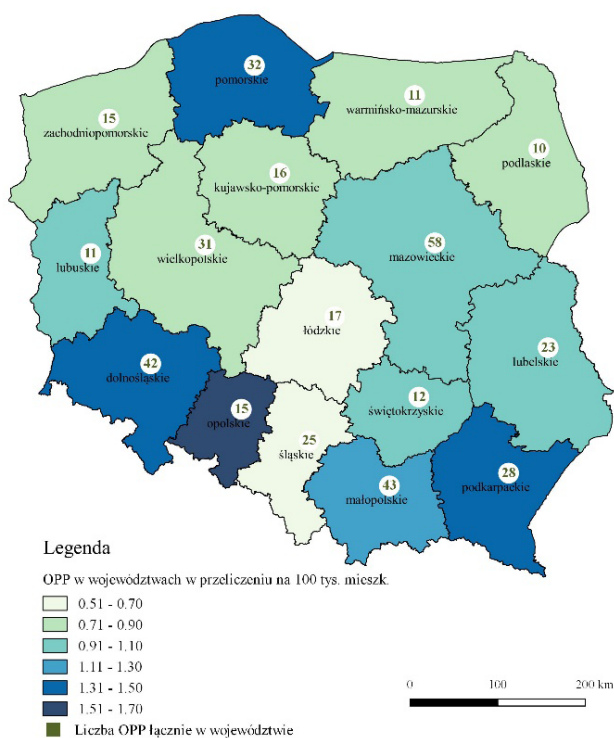 32
pomorskie
11
warmińsko-mazurskie
15
zachodniopomorskie
10
podlaskie
16
kujawsko-pomorskie
58
mazowieckie
31
wielkopolskie
11
lubuskie
17
łódzkie
23
lubelskie
42
dolnośląskie
12
świętokrzyskie
15
opolskie
25
śląskie
28
podkarpackie
43
małopolskie
Legenda
OPP w województwach w przeliczeniu na 100 tys. mieszk.
0.51 - 0.70
0.71 - 0.90
0.91 - 1.10
1.11 - 1.30
1.31 - 1.50
1.51 - 1.70
Liczba OPP łącznie w województwie
0 100 200 km